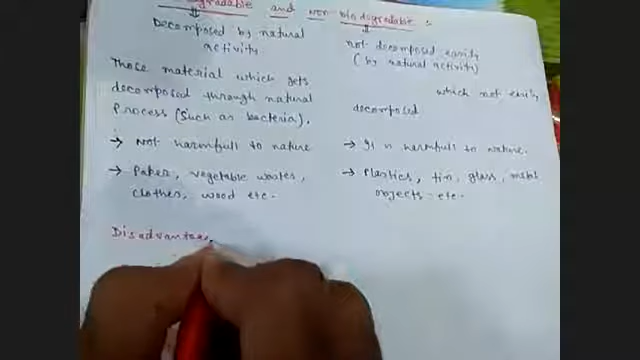 gradable and non biodegradable :
Decomposed by natural
activity
not decomposed easily
(by natural activity)
Those material which gets
decomposed through natural
Process (such as bacteria).
which not easily
decomposed
→ Not harmfull to nature
→ Paper, vegetable wastes,
clothes, wood etc.
→ It is harmfull to nature.
→ Plastics, tin, glass, metal
objects etc.
Disadvantages